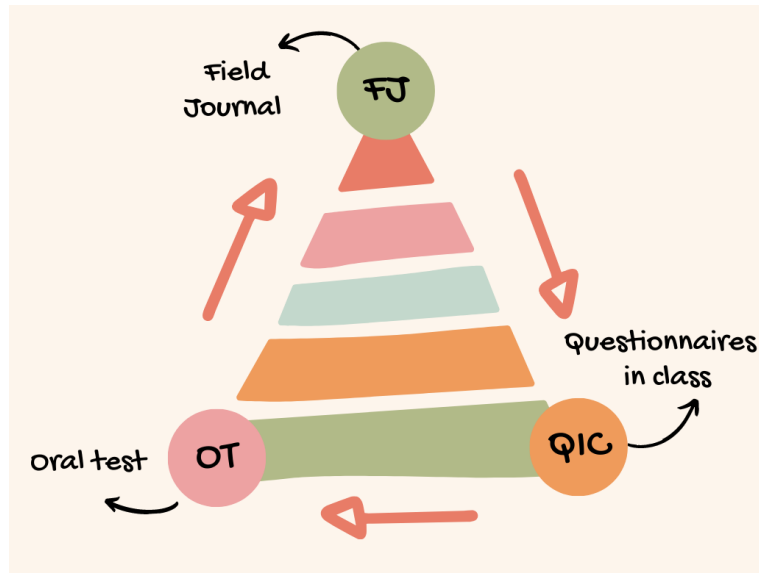 Field
Journal
FJ
Questionnaires
in class
Oral test
OT
QIC